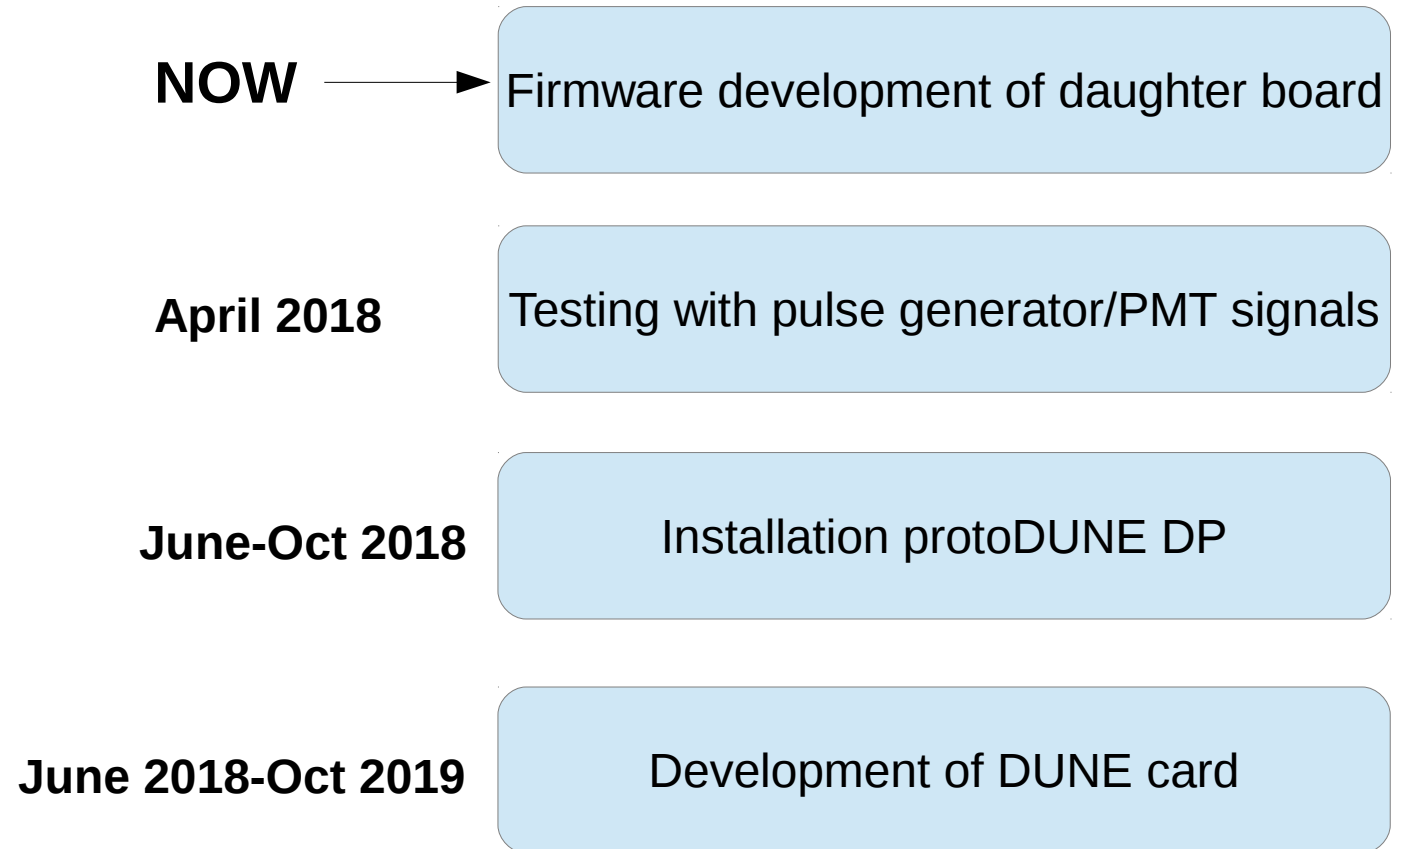 NOW
Firmware development of daughter board
April 2018
Testing with pulse generator/PMT signals
June-Oct 2018
Installation protoDUNE DP
June 2018-Oct 2019
Development of DUNE card